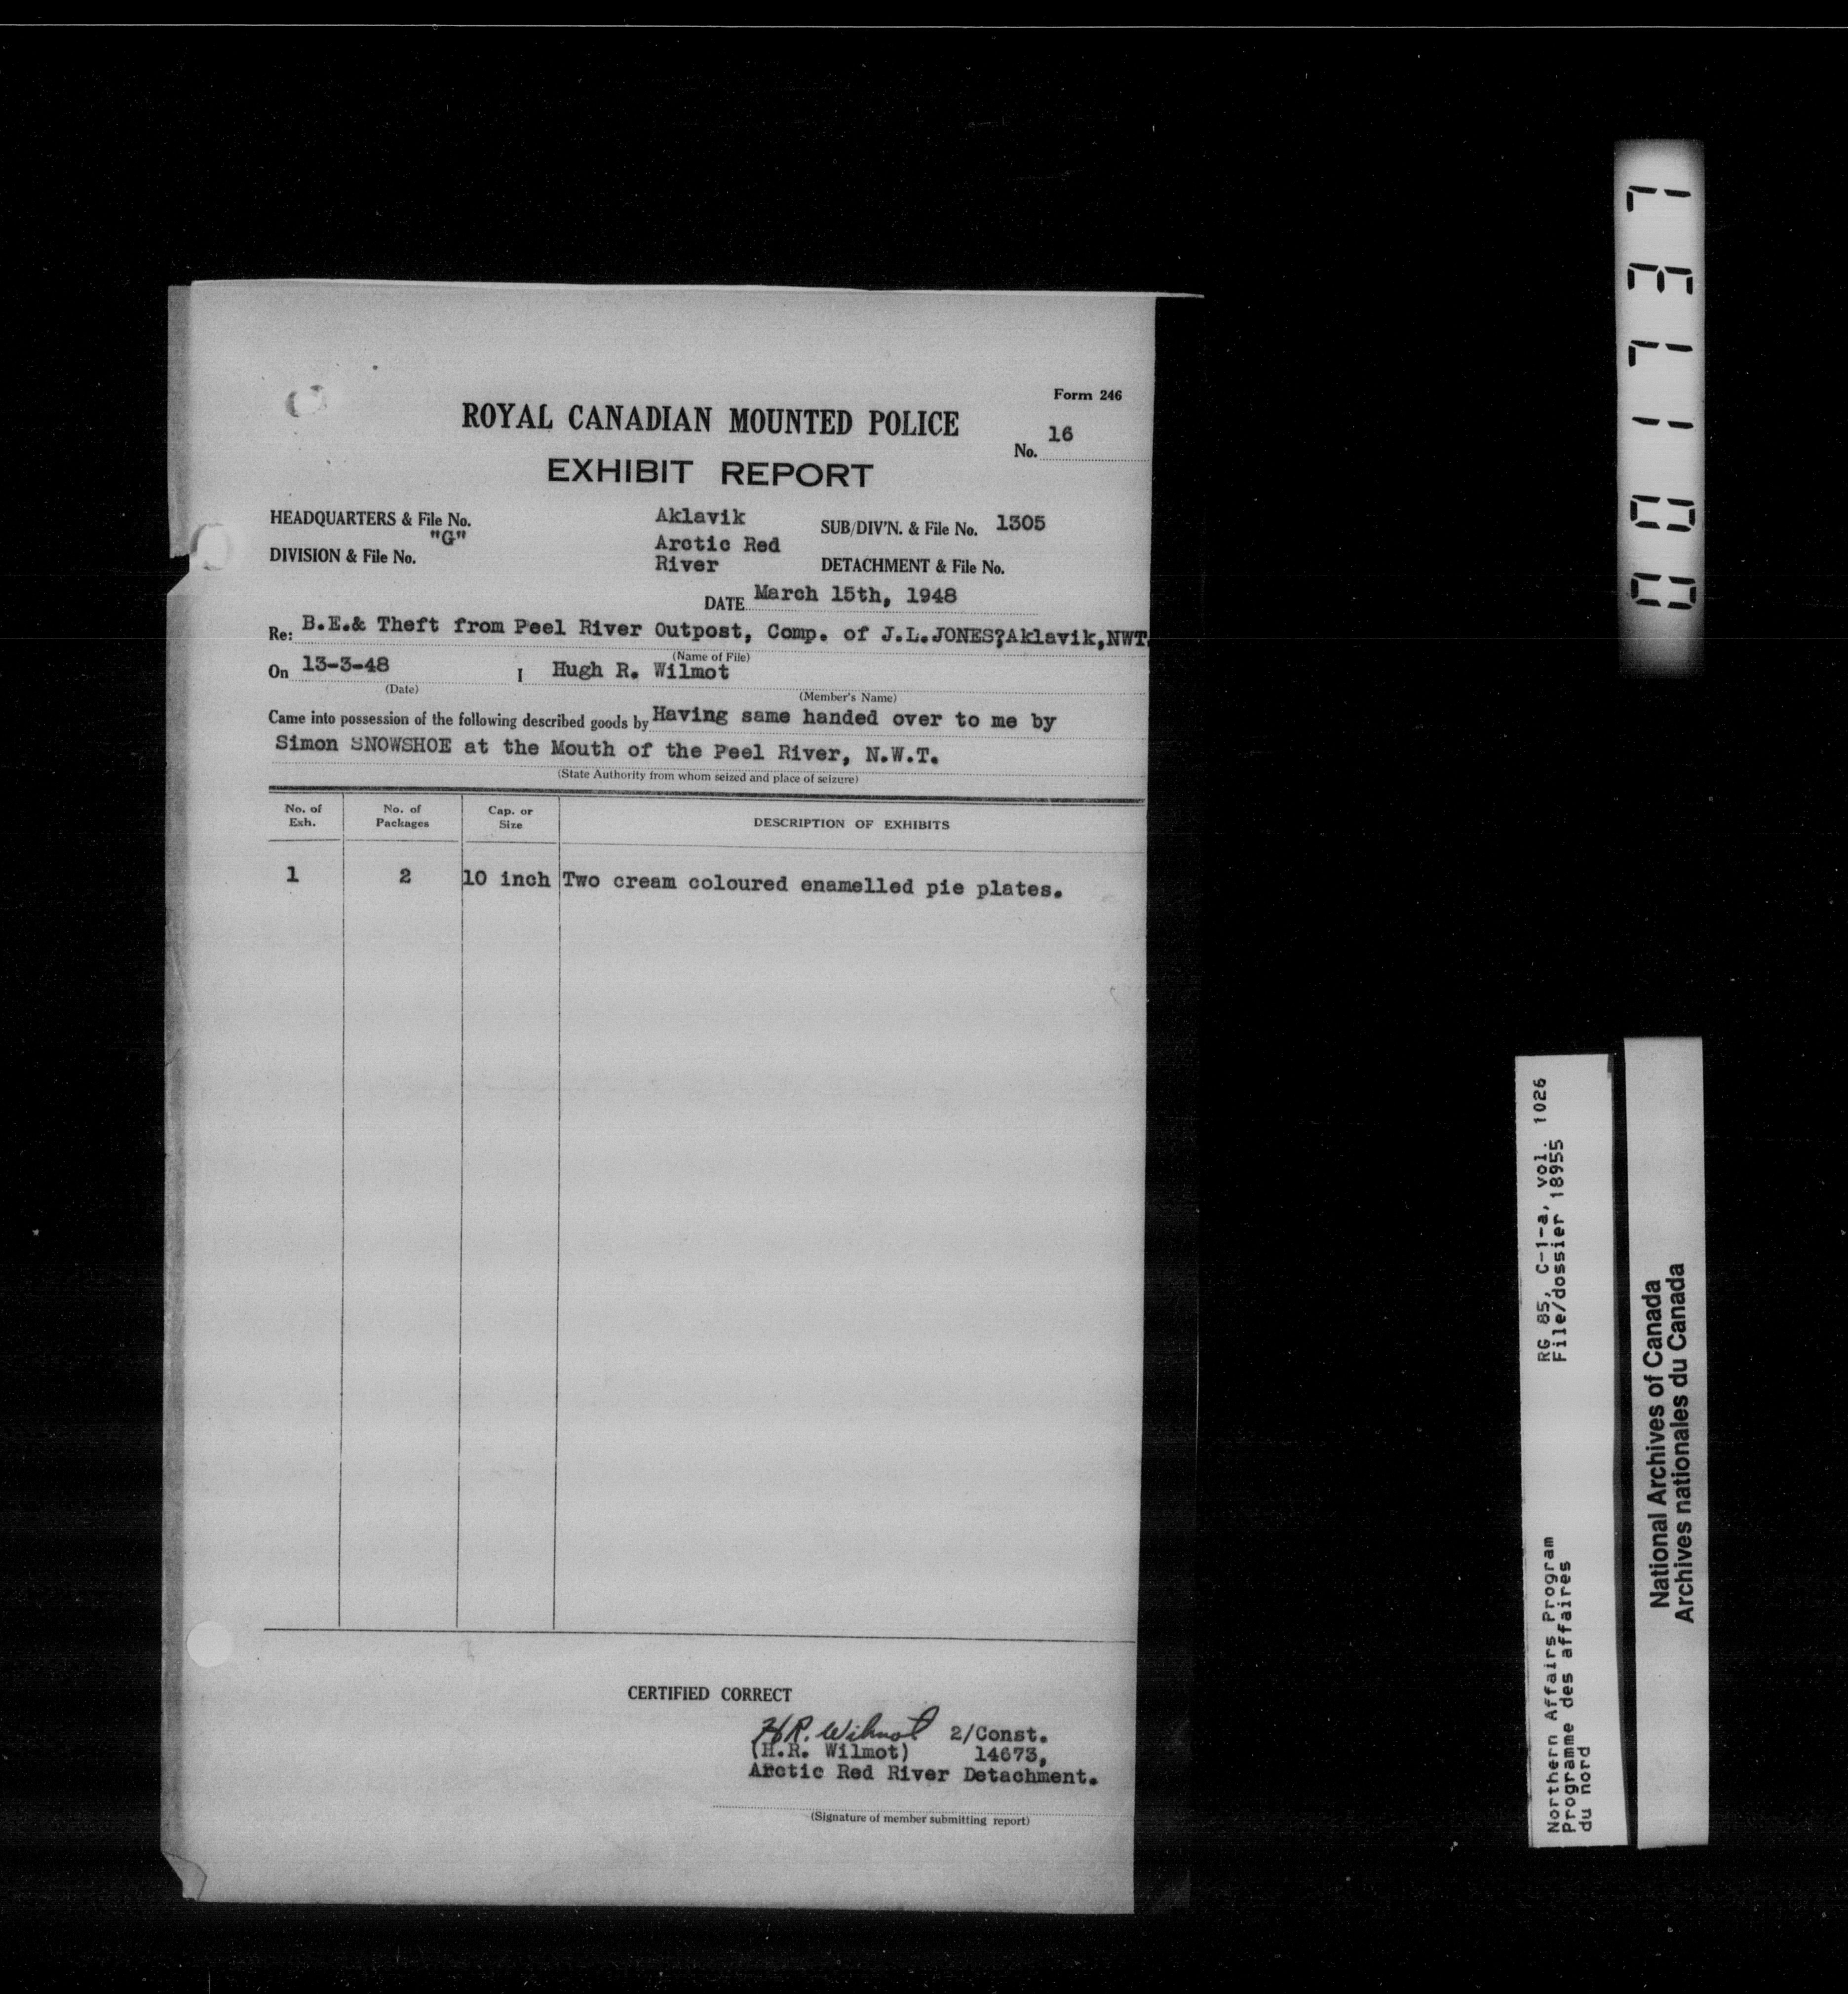 Form 246
ROYAL CANADIAN MOUNTED POLICE
No. 16
EXHIBIT REPORT
HEADQUARTERS & File No.
Aklavik SUB/DIV'N. & File No. 1305
"G"
DIVISION & File No.
Arctic Red
River DETACHMENT & File No.
DATE March 15th, 1948
Re: B.E.& Theft from Peel River Outpost, Comp. of J.L.JONES?Aklavik,NWT.
(Name of File)
On 13-3-48 I Hugh R. Wilmot
(Date) (Member's Name)
Came into possession of the following described goods by Having same handed over to me by
Simon SNOWSHOE at the Mouth of the Peel River, N.W.T.
(State Authority from whom seized and place of seizure)
No. of Exh. No. of Packages Cap. or Size DESCRIPTION OF EXHIBITS
1 2 10 inch Two cream coloured enamelled pie plates.
CERTIFIED CORRECT
H.R. Wilmot 2/Const.
(H.R. Wilmot) 14673,
Arctic Red River Detachment.
(Signature of member submitting report)
RG 85, C-1-a, vol. 1026
File/dossier 18955
Northern Affairs Program
Programme des affaires
du nord
National Archives of Canada
Archives nationales du Canada